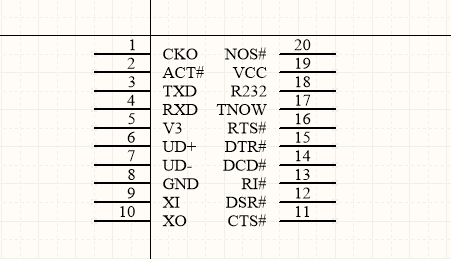 1 CKO NOS# 20
2 ACT# VCC 19
3 TXD R232 18
4 RXD TNOW 17
5 V3 RTS# 16
6 UD+ DTR# 15
7 UD- DCD# 14
8 GND RI# 13
9 XI DSR# 12
10 XO CTS# 11